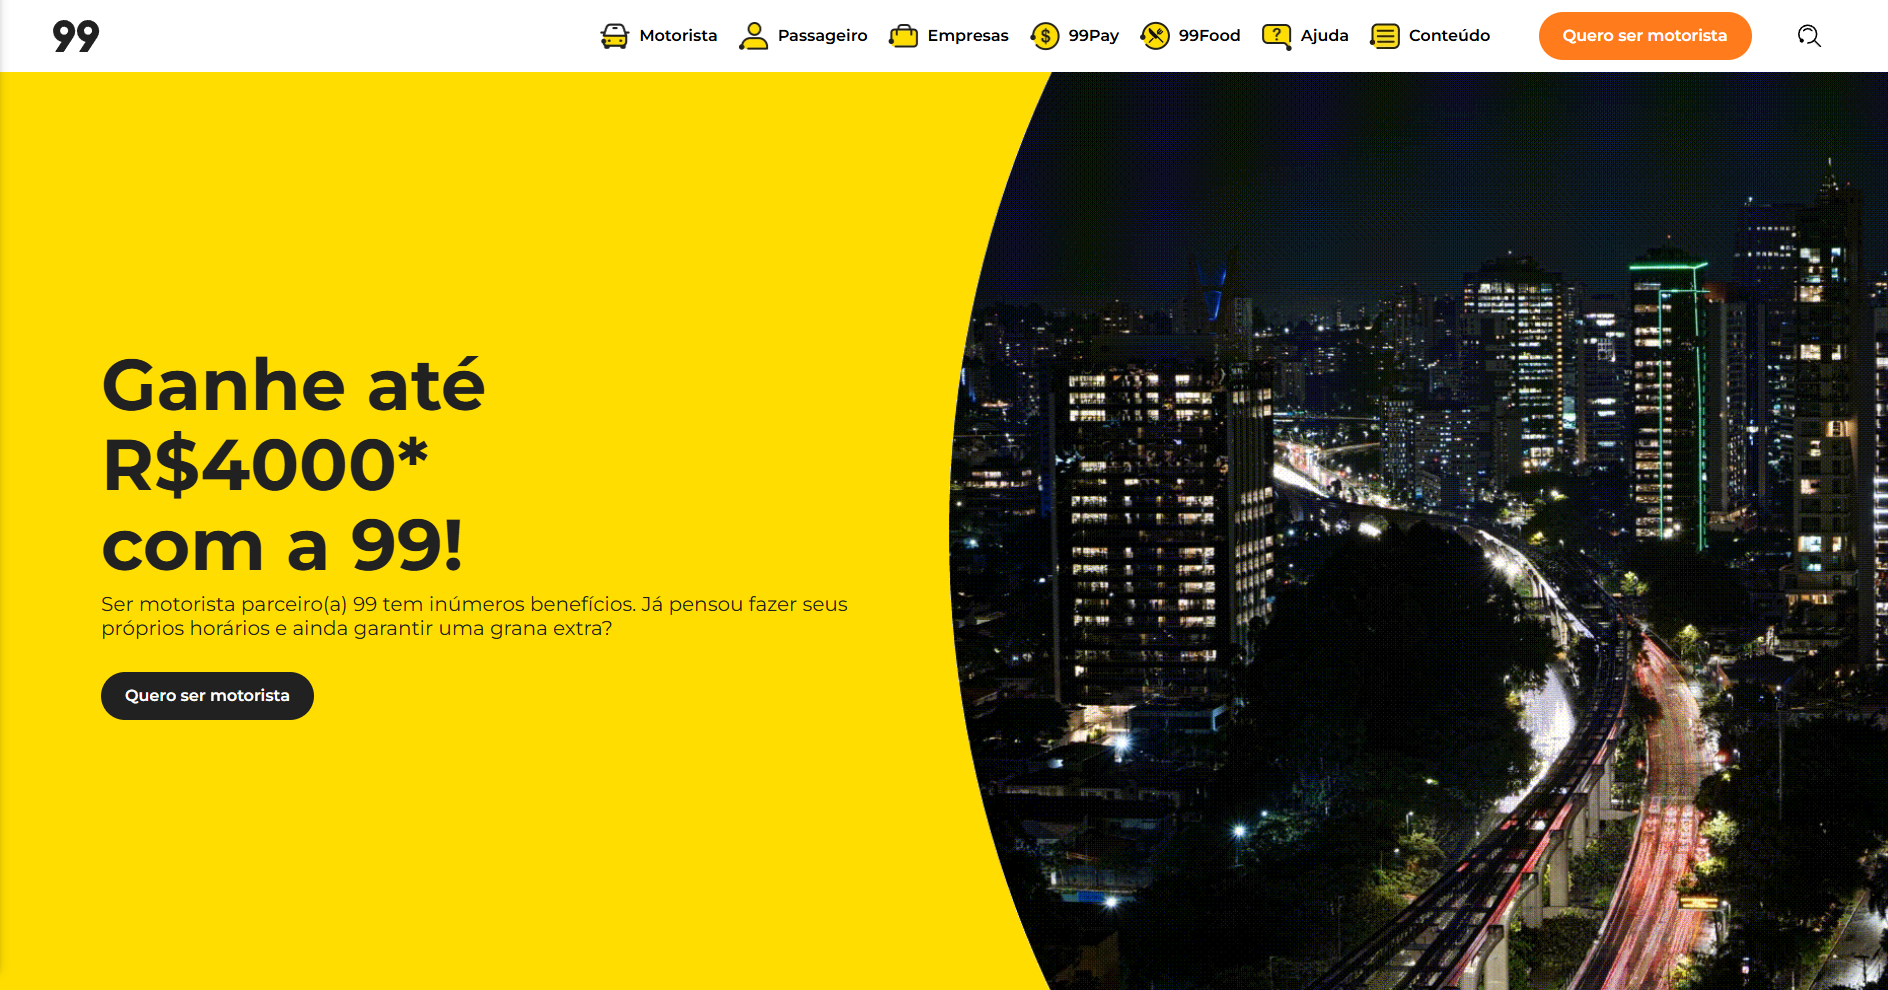 99
Motorista
Passageiro
Empresas
99Pay
99Food
Ajuda
Conteúdo
Quero ser motorista
Ganhe até
R$4000*
com a 99!
Ser motorista parceiro(a) 99 tem inúmeros benefícios. Já pensou fazer seus
próprios horários e ainda garantir uma grana extra?
Quero ser motorista